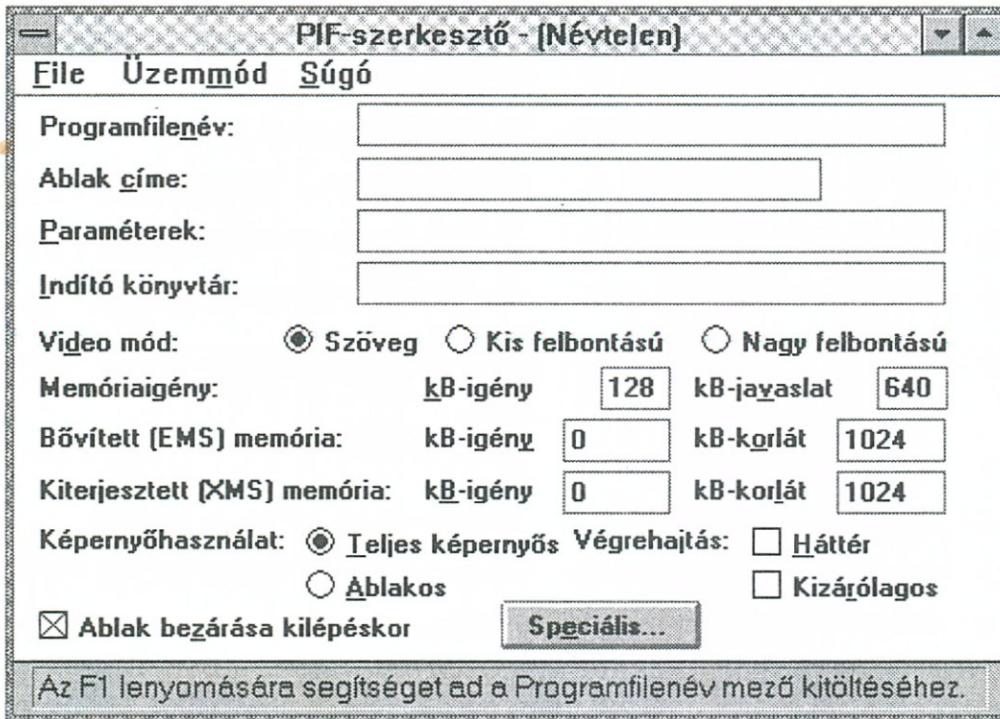 PIF-szerkesztő - (Névtelen)
File Üzemmód Súgó
Programfilenév:
Ablak címe:
Paraméterek:
Indító könyvtár:
Video mód: Szöveg Kis felbontású Nagy felbontású
Memóriaigény: kB-igény 128 kB-javaslat 640
Bővített (EMS) memória: kB-igény 0 kB-korlát 1024
Kiterjesztett (XMS) memória: kB-igény 0 kB-korlát 1024
Képernyőhasználat: Teljes képernyős Végrehajtás: Háttér
Ablakos Kizárólagos
Ablak bezárása kilépéskor Speciális...
Az F1 lenyomására segítséget ad a Programfilenév mező kitöltéséhez.